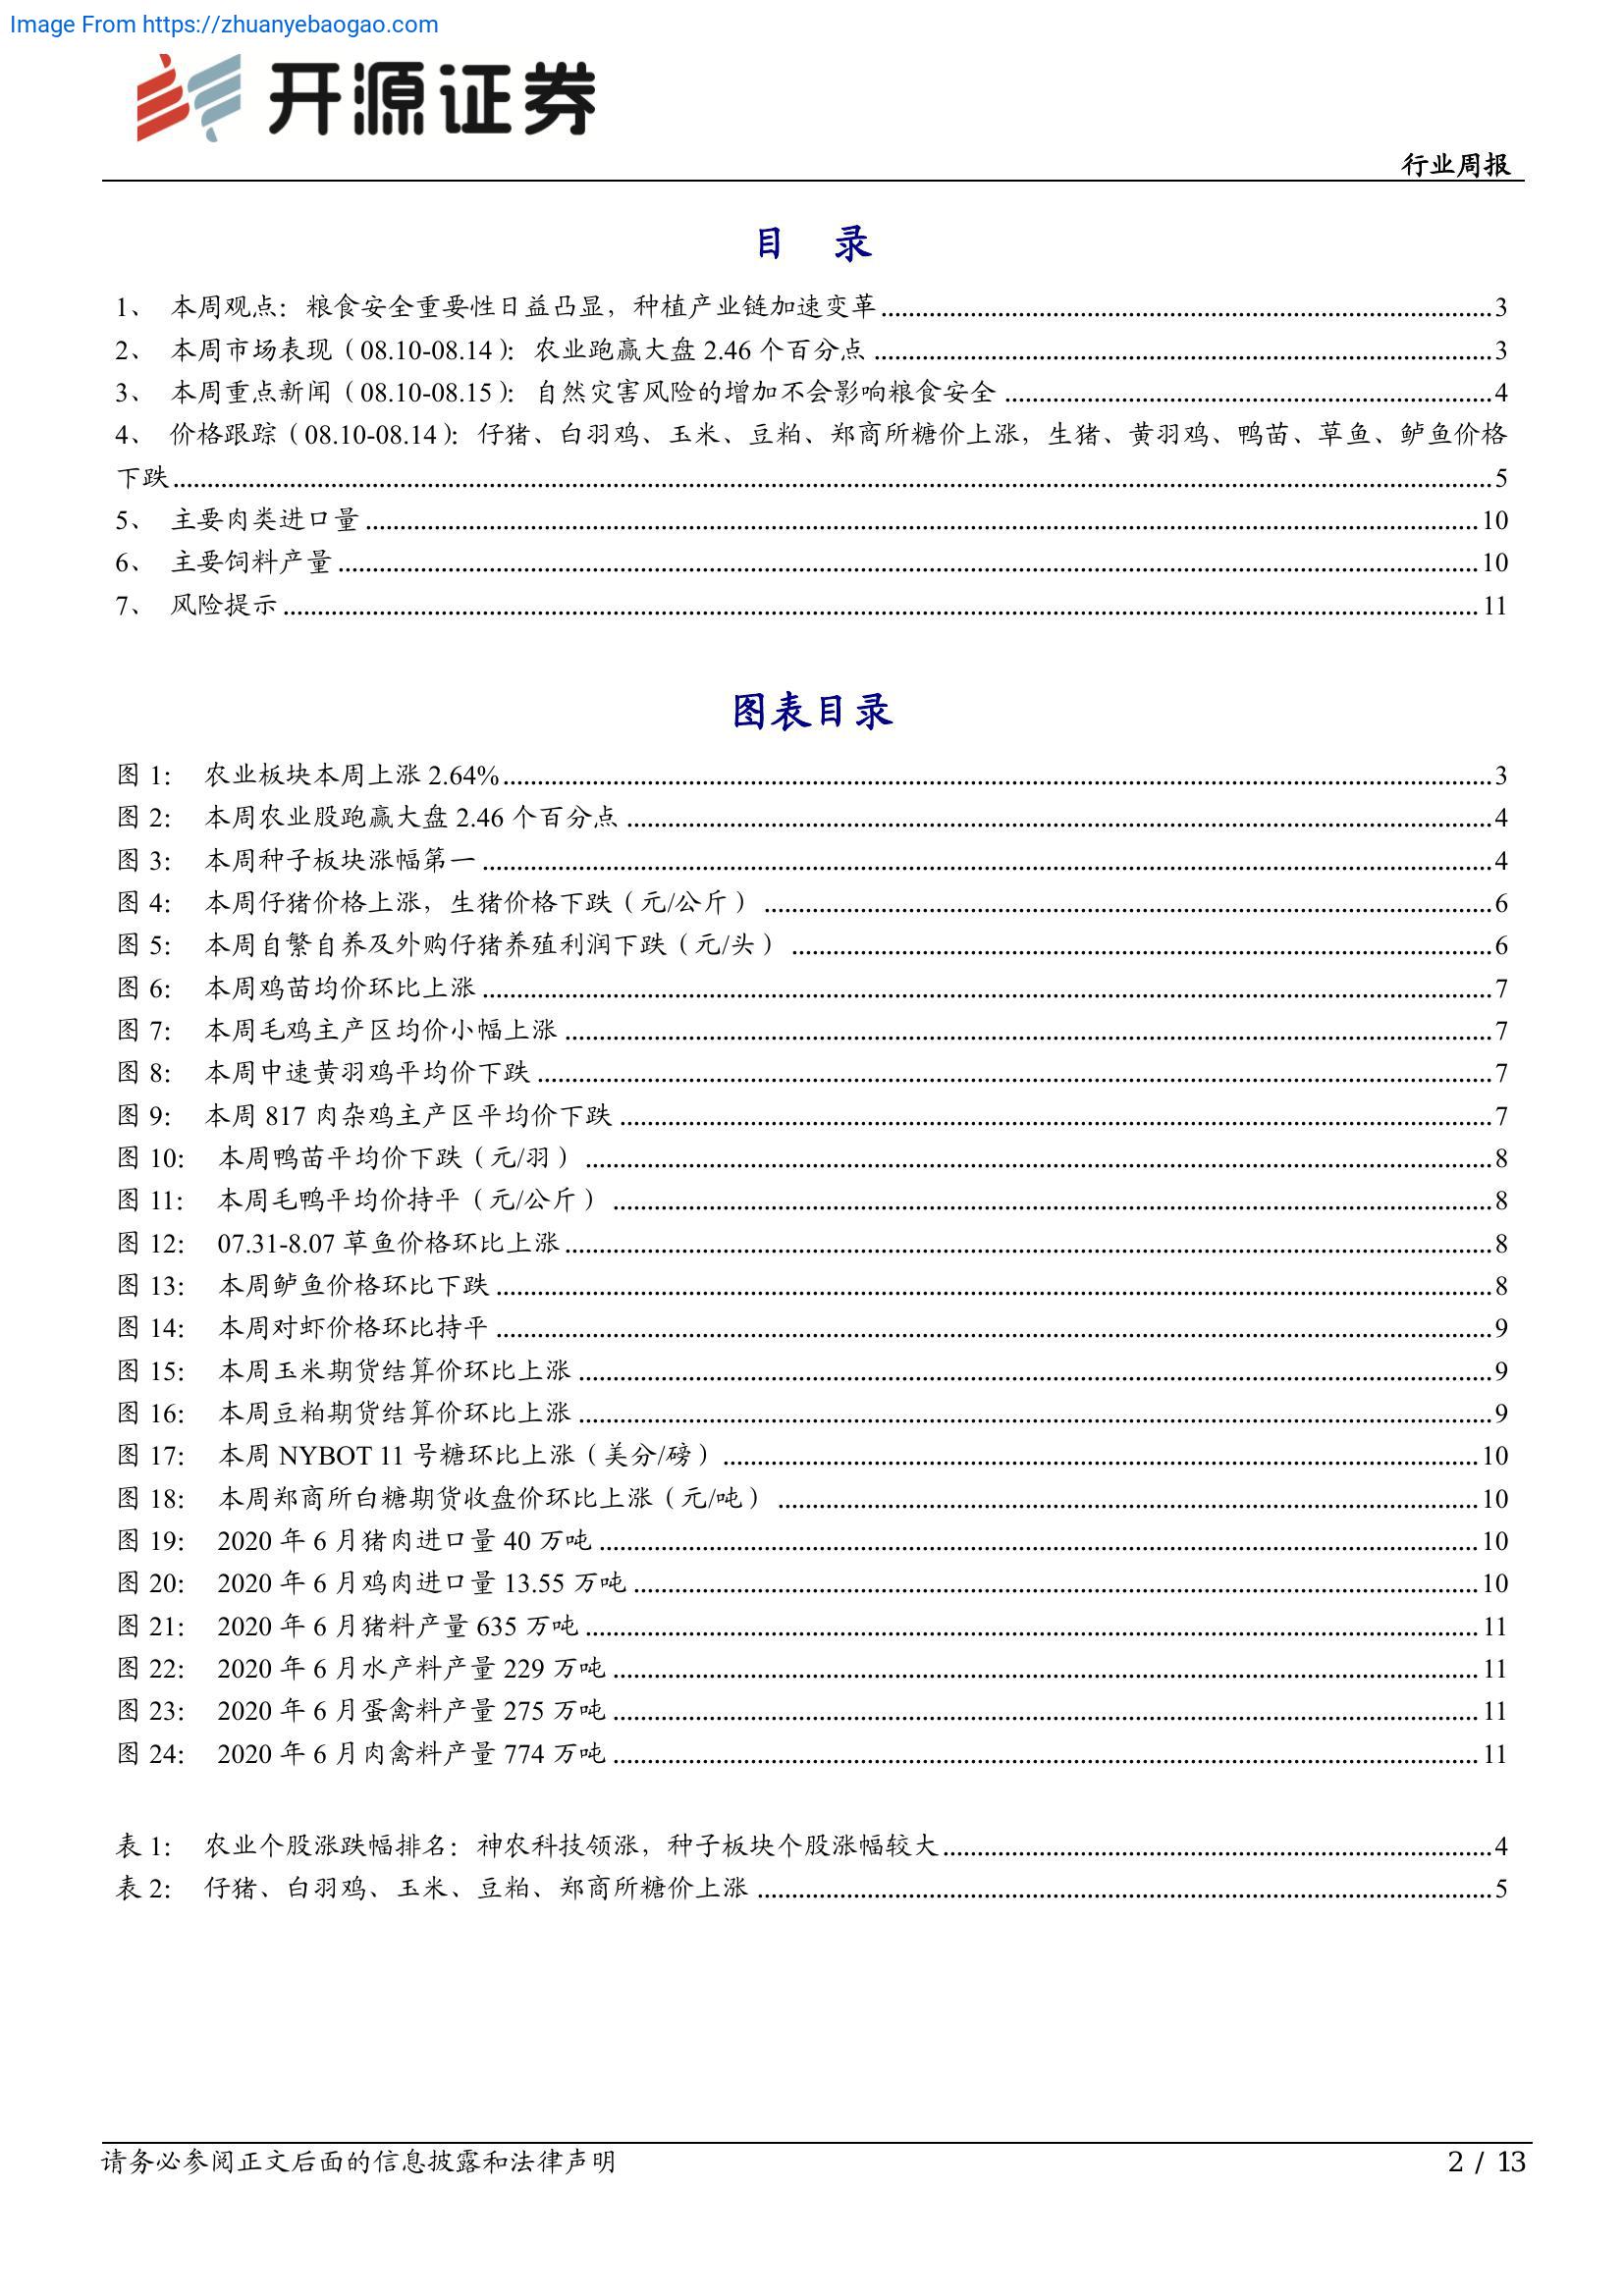 Image From https://zhuanyebaogao.com
开源证券
行业周报
目 录
1、 本周观点：粮食安全重要性日益凸显，种植产业链加速变革 3
2、 本周市场表现（08.10-08.14）：农业跑赢大盘 2.46 个百分点 3
3、 本周重点新闻（08.10-08.15）：自然灾害风险的增加不会影响粮食安全 4
4、 价格跟踪（08.10-08.14）：仔猪、白羽鸡、玉米、豆粕、郑商所糖价上涨，生猪、黄羽鸡、鸭苗、草鱼、鲈鱼价格
下跌 5
5、 主要肉类进口量 10
6、 主要饲料产量 10
7、 风险提示 11
图表目录
图 1： 农业板块本周上涨 2.64% 3
图 2： 本周农业股跑赢大盘 2.46 个百分点 4
图 3： 本周种子板块涨幅第一 4
图 4： 本周仔猪价格上涨，生猪价格下跌（元/公斤） 6
图 5： 本周自繁自养及外购仔猪养殖利润下跌（元/头） 6
图 6： 本周鸡苗均价环比上涨 7
图 7： 本周毛鸡主产区均价小幅上涨 7
图 8： 本周中速黄羽鸡平均价下跌 7
图 9： 本周 817 肉杂鸡主产区平均价下跌 7
图 10： 本周鸭苗平均价下跌（元/羽） 8
图 11： 本周毛鸭平均价持平（元/公斤） 8
图 12： 07.31-8.07 草鱼价格环比上涨 8
图 13： 本周鲈鱼价格环比下跌 8
图 14： 本周对虾价格环比持平 9
图 15： 本周玉米期货结算价环比上涨 9
图 16： 本周豆粕期货结算价环比上涨 9
图 17： 本周 NYBOT 11 号糖环比上涨（美分/磅） 10
图 18： 本周郑商所白糖期货收盘价环比上涨（元/吨） 10
图 19： 2020 年 6 月猪肉进口量 40 万吨 10
图 20： 2020 年 6 月鸡肉进口量 13.55 万吨 10
图 21： 2020 年 6 月猪料产量 635 万吨 11
图 22： 2020 年 6 月水产料产量 229 万吨 11
图 23： 2020 年 6 月蛋禽料产量 275 万吨 11
图 24： 2020 年 6 月肉禽料产量 774 万吨 11
表 1： 农业个股涨跌幅排名：神农科技领涨，种子板块个股涨幅较大 4
表 2： 仔猪、白羽鸡、玉米、豆粕、郑商所糖价上涨 5
请务必参阅正文后面的信息披露和法律声明
2 / 13